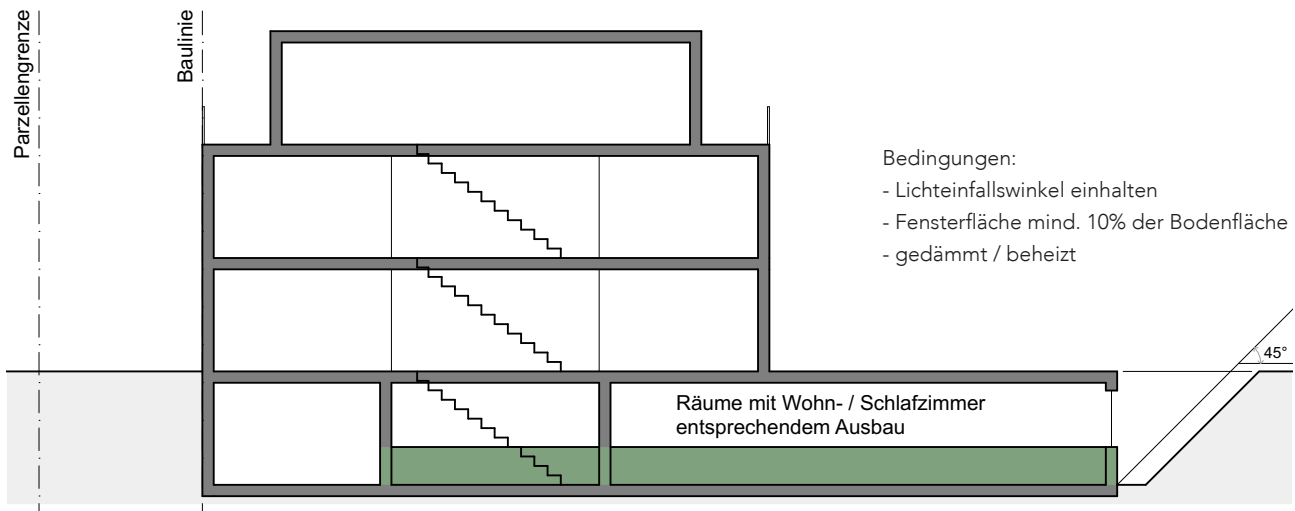 Parzellengrenze
Baulinie
Bedingungen:
- Lichteinfallswinkel einhalten
- Fensterfläche mind. 10% der Bodenfläche
- gedämmt / beheizt
45°
Räume mit Wohn- / Schlafzimmer
entsprechendem Ausbau